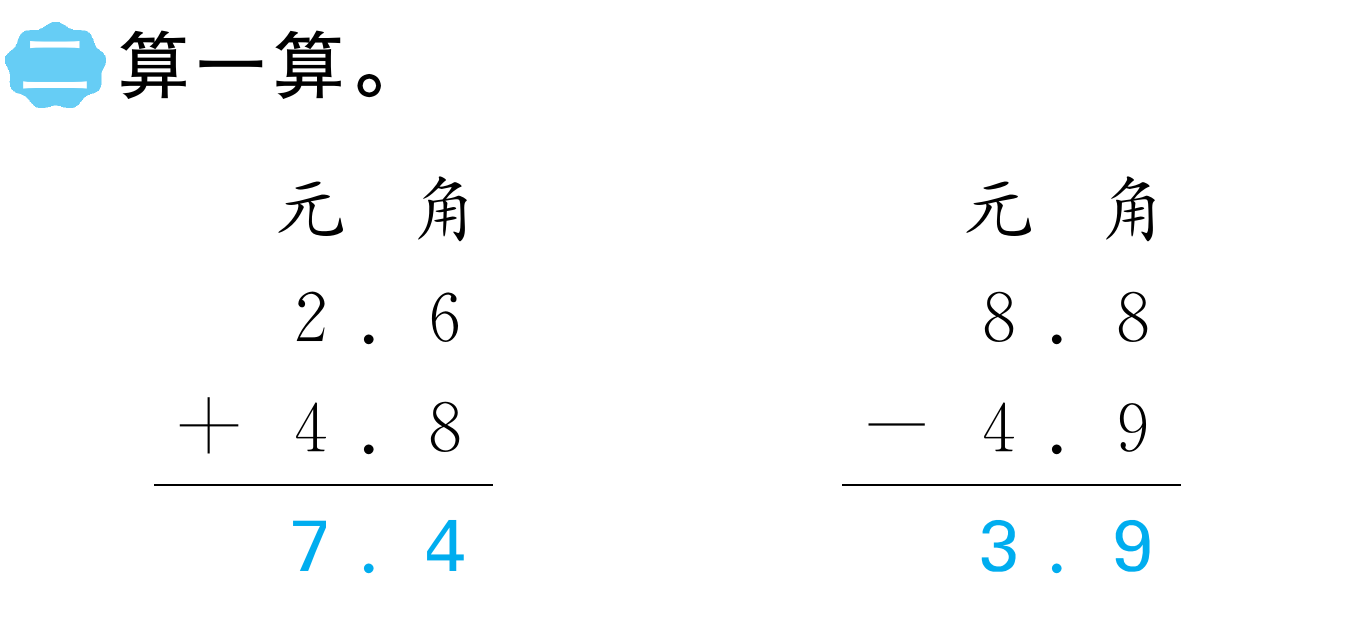 二 算一算。
元 角 元 角
2 . 6 8 . 8
+ 4 . 8 - 4 . 9
7 . 4 3 . 9